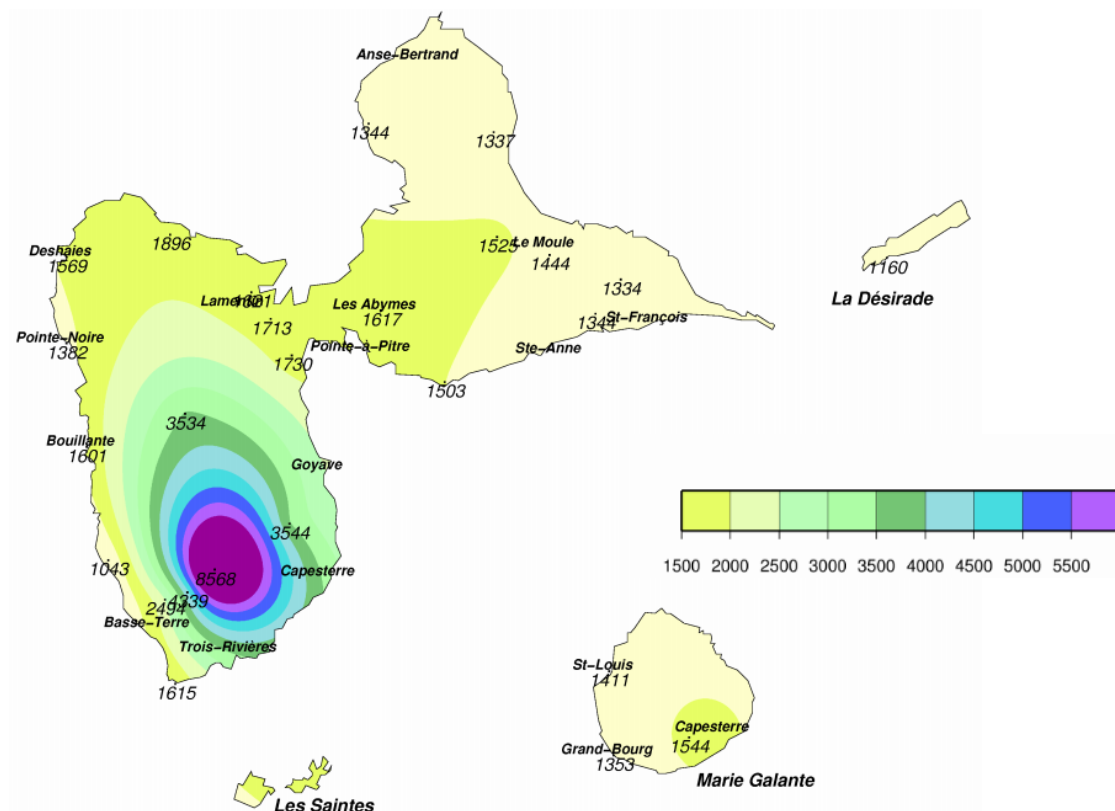 Anse-Bertrand
1344
1337
1896
1525
Le Moule
Deshaies
1569
1444
1160
1334
La Désirade
Les Abymes
1617
1713
1344
St-François
Pointe-Noire
1382
Pointe-à-Pitre
Ste-Anne
1730
1503
3534
Bouillante
1601
Goyave
3544
1043
8568
Capesterre
4339
2494
Basse-Terre
Trois-Rivières
1615
1500 2000 2500 3000 3500 4000 4500 5000 5500
St-Louis
1411
Capesterre
1544
Grand-Bourg
1353
Marie Galante
Les Saintes